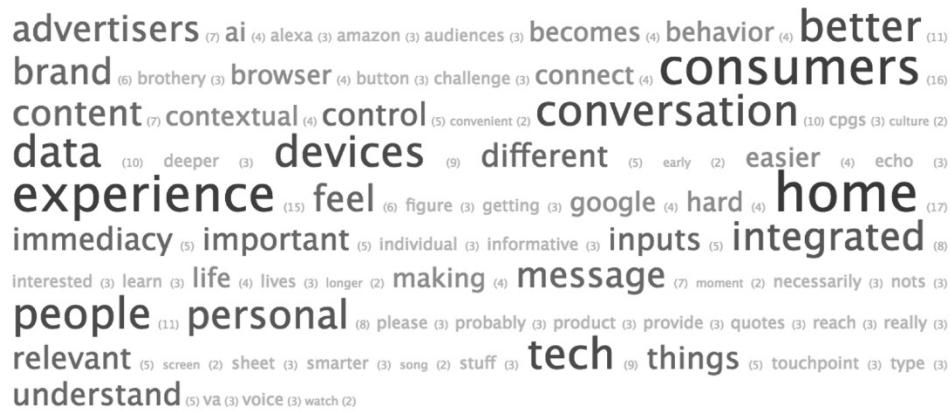 advertisers (7) ai (4) alexa (3) amazon (3) audiences (3) becomes (4) behavior (4) better (11)
brand (6) brothery (3) browser (4) button (3) challenge (3) connect (4) consumers (16)
content (7) contextual (4) control (5) convenient (2) conversation (10) cpgs (3) culture (2)
data (10) deeper (3) devices (9) different (5) early (2) easier (4) echo (3)
experience (15) feel (6) figure (3) getting (3) google (4) hard (4) home (17)
immediacy (5) important (5) individual (3) informative (3) inputs (5) integrated (8)
interested (3) learn (3) life (4) lives (3) longer (2) making (4) message (7) moment (2) necessarily (3) nots (3)
people (11) personal (8) please (3) probably (3) product (3) provide (3) quotes (3) reach (3) really (3)
relevant (5) screen (2) sheet (3) smarter (3) song (2) stuff (3) tech (9) things (5) touchpoint (3) type (3)
understand (5) va (3) voice (3) watch (2)